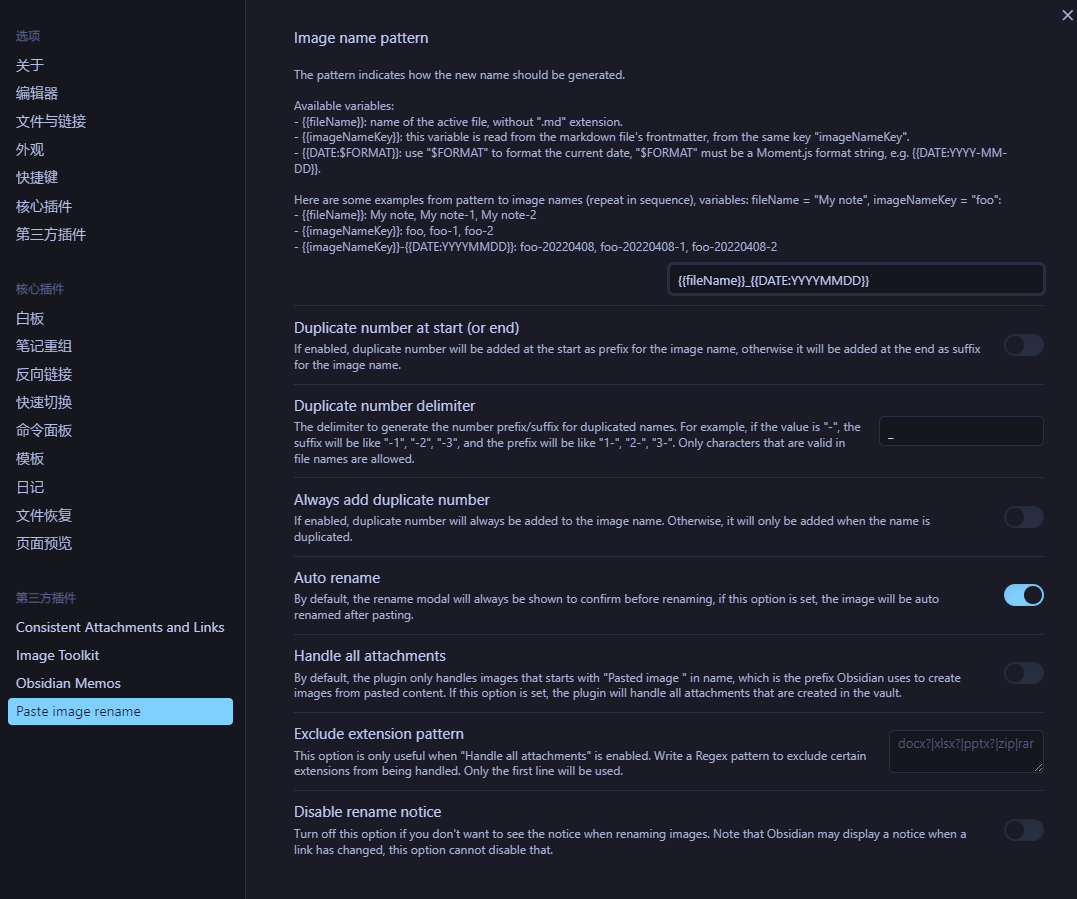 选项
关于
编辑器
文件与链接
外观
快捷键
核心插件
第三方插件
核心插件
白板
笔记重组
反向链接
快速切换
命令面板
模板
日记
文件恢复
页面预览
第三方插件
Consistent Attachments and Links
Image Toolkit
Obsidian Memos
Paste image rename
Image name pattern
The pattern indicates how the new name should be generated.
Available variables:
- {{fileName}}: name of the active file, without ".md" extension.
- {{imageNameKey}}: this variable is read from the markdown file's frontmatter, from the same key "imageNameKey".
- {{DATE:$FORMAT}}: use "$FORMAT" to format the current date, "$FORMAT" must be a Moment.js format string, e.g. {{DATE:YYYY-MM-
DD}}.
Here are some examples from pattern to image names (repeat in sequence), variables: fileName = "My note", imageNameKey = "foo":
- {{fileName}}: My note, My note-1, My note-2
- {{imageNameKey}}: foo, foo-1, foo-2
- {{imageNameKey}}-{{DATE:YYYYMMDD}}: foo-20220408, foo-20220408-1, foo-20220408-2
{{fileName}}_{{DATE:YYYYMMDD}}
Duplicate number at start (or end)
If enabled, duplicate number will be added at the start as prefix for the image name, otherwise it will be added at the end as suffix
for the image name.
Duplicate number delimiter
The delimiter to generate the number prefix/suffix for duplicated names. For example, if the value is "-", the
suffix will be like "-1", "-2", "-3", and the prefix will be like "1-", "2-", "3-". Only characters that are valid in
file names are allowed.
_
Always add duplicate number
If enabled, duplicate number will always be added to the image name. Otherwise, it will only be added when the name is
duplicated.
Auto rename
By default, the rename modal will always be shown to confirm before renaming, if this option is set, the image will be auto
renamed after pasting.
Handle all attachments
By default, the plugin only handles images that starts with "Pasted image " in name, which is the prefix Obsidian uses to create
images from pasted content. If this option is set, the plugin will handle all attachments that are created in the vault.
Exclude extension pattern
This option is only useful when "Handle all attachments" is enabled. Write a Regex pattern to exclude certain
extensions from being handled. Only the first line will be used.
docx?|xlsx?|pptx?|zip|rar
Disable rename notice
Turn off this option if you don't want to see the notice when renaming images. Note that Obsidian may display a notice when a
link has changed, this option cannot disable that.